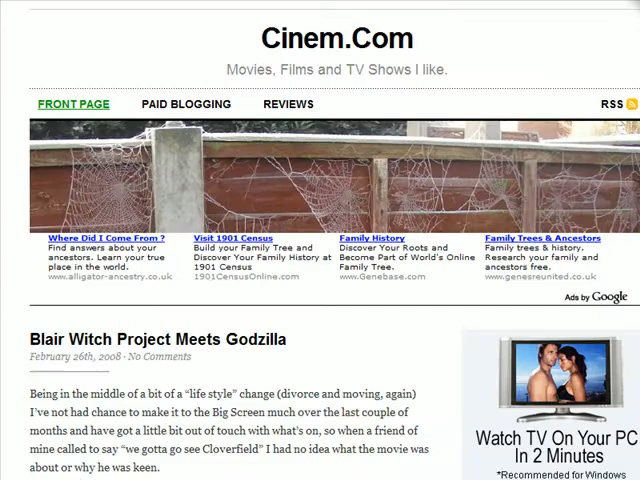 Cinem.Com
Movies, Films and TV Shows I like.
FRONT PAGE PAID BLOGGING REVIEWS RSS
Where Did I Come From ?
Find answers about your
ancestors. Learn your true
place in the world.
www.alligator-ancestry.co.uk
Visit 1901 Census
Build your Family Tree and
Discover Your Family History at
1901 Census
1901CensusOnline.com
Family History
Discover Your Roots and
Become Part of World's Online
Family Tree.
www.Genebase.com
Family Trees & Ancestors
Family trees & history.
Research your family and
ancestors free.
www.genesreunited.co.uk
Ads by Google
Blair Witch Project Meets Godzilla
February 26th, 2008 · No Comments
Being in the middle of a bit of a “life style” change (divorce and moving, again)
I’ve not had chance to make it to the Big Screen much over the last couple of
months and have got a little bit out of touch with what’s on, so when a friend of
mine called to say “we gotta go see Cloverfield” I had no idea what the movie was
about or why he was keen.
Watch TV On Your PC
In 2 Minutes
*Recommended for Windows